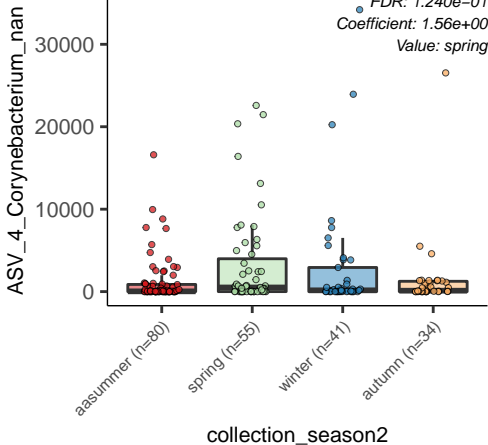 FDR: 1.240e−01
Coefficient: 1.56e+00
Value: spring
ASV_4_Corynebacterium_nan
30000
20000
10000
0
aasummer (n=80)
spring (n=55)
winter (n=41)
autumn (n=34)
collection_season2